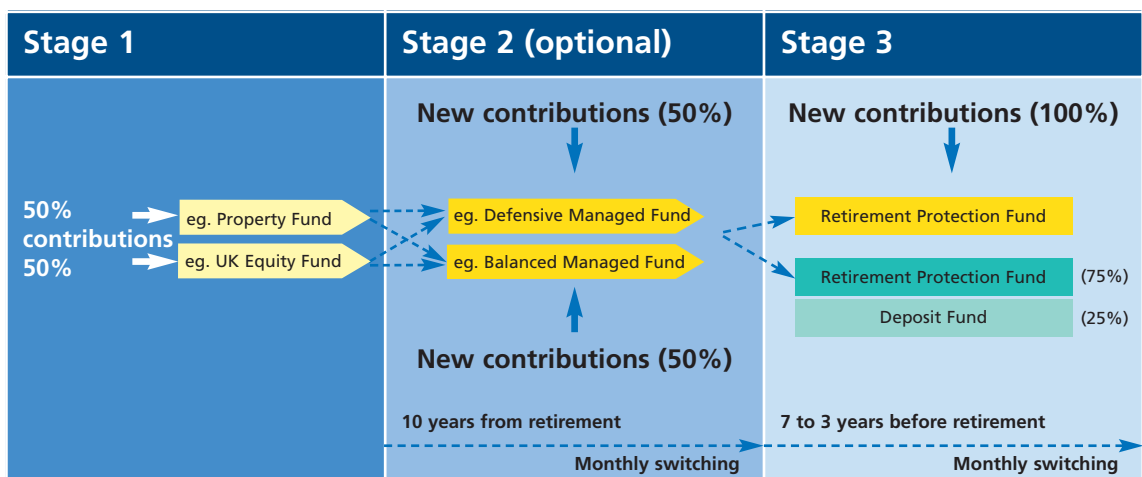 Stage 1
Stage 2 (optional)
Stage 3
50%
contributions
50%
eg. Property Fund
eg. UK Equity Fund
New contributions (50%)
eg. Defensive Managed Fund
eg. Balanced Managed Fund
New contributions (50%)
10 years from retirement
Monthly switching
New contributions (100%)
Retirement Protection Fund
Retirement Protection Fund (75%)
Deposit Fund (25%)
7 to 3 years before retirement
Monthly switching